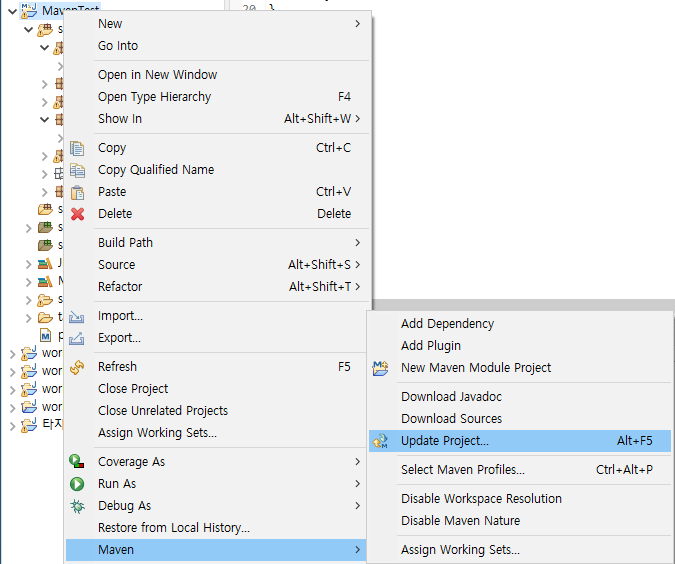 MavenTest
20 }
New
Go Into
Open in New Window
Open Type Hierarchy F4
Show In Alt+Shift+W
Copy Ctrl+C
Copy Qualified Name
Paste Ctrl+V
Delete Delete
Build Path
Source Alt+Shift+S
Refactor Alt+Shift+T
Import...
Export...
Refresh F5
Close Project
Close Unrelated Projects
Assign Working Sets...
Coverage As
Run As
Debug As
Restore from Local History...
Maven
Add Dependency
Add Plugin
New Maven Module Project
Download Javadoc
Download Sources
Update Project... Alt+F5
Select Maven Profiles... Ctrl+Alt+P
Disable Workspace Resolution
Disable Maven Nature
Assign Working Sets...
wor
wor
wor
wor